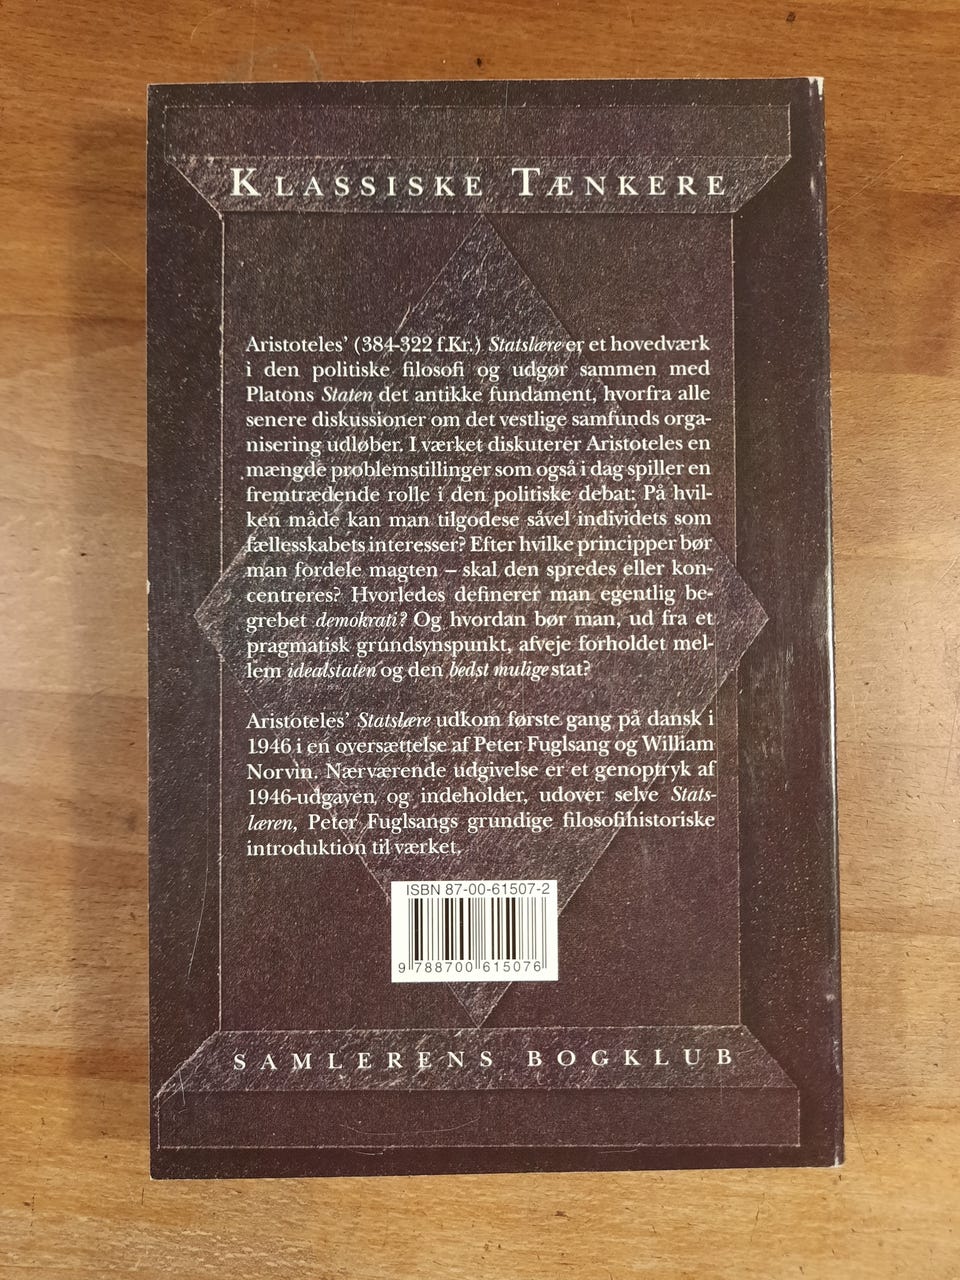 KLASSISKE TÆNKERE
Aristoteles' (384-322 f.Kr.) Statslære er et hovedværk
i den politiske filosofi og udgør sammen med
Platons Staten det antikke fundament, hvorfra alle
senere diskussioner om det vestlige samfunds orga-
nisering udløber. I værket diskuterer Aristoteles en
mængde problemstillinger som også i dag spiller en
fremtrædende rolle i den politiske debat: På hvil-
ken måde kan man tilgodese såvel individets som
fællesskabets interesser? Efter hvilke principper bør
man fordele magten – skal den spredes eller kon-
centreres? Hvorledes definerer man egentlig be-
grebet demokrati? Og hvordan bør man, ud fra et
pragmatisk grundsynspunkt, afveje forholdet mel-
lem idealstaten og den bedst mulige stat?
Aristoteles' Statslære udkom første gang på dansk i
1946 i en oversættelse af Peter Fuglsang og William
Norvin. Nærværende udgivelse er et genoptryk af
1946-udgaven og indeholder, udover selve Stats-
læren, Peter Fuglsangs grundige filosofihistoriske
introduktion til værket.
ISBN 87-00-61507-2
9 788700 615076
SAMLERENS BOGKLUB